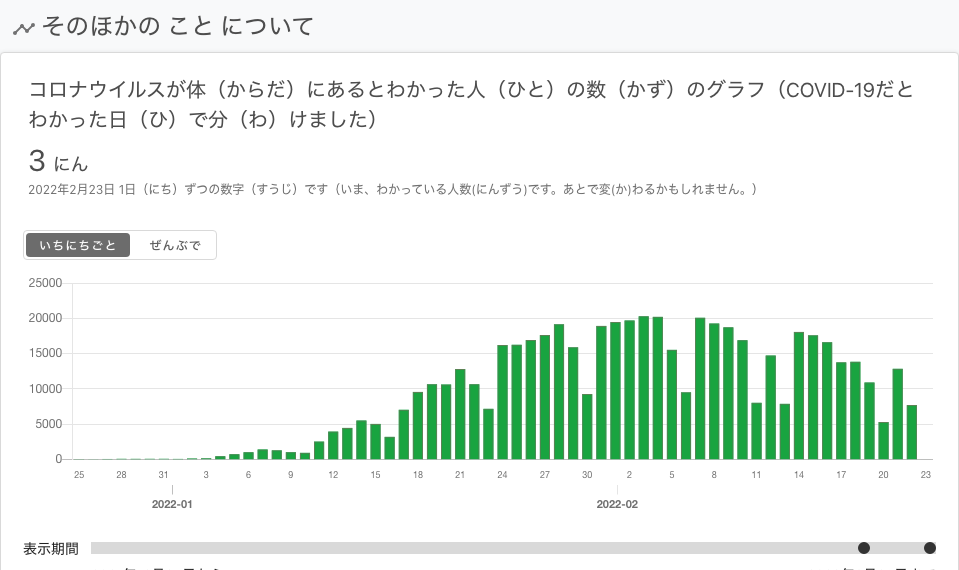 そのほかの こと について
コロナウイルスが体（からだ）にあるとわかった人（ひと）の数（かず）のグラフ（COVID-19だと
わかった日（ひ）で分（わ）けました）
3 にん
2022年2月23日 1日（にち）ずつの数字（すうじ）です（いま、わかっている人数(にんずう)です。あとで変(か)わるかもしれません。）
いちにちごと ぜんぶで
25000
20000
15000
10000
5000
0
25 28 31 3 6 9 12 15 18 21 24 27 30 2 5 8 11 14 17 20 23
2022-01 2022-02
表示期間